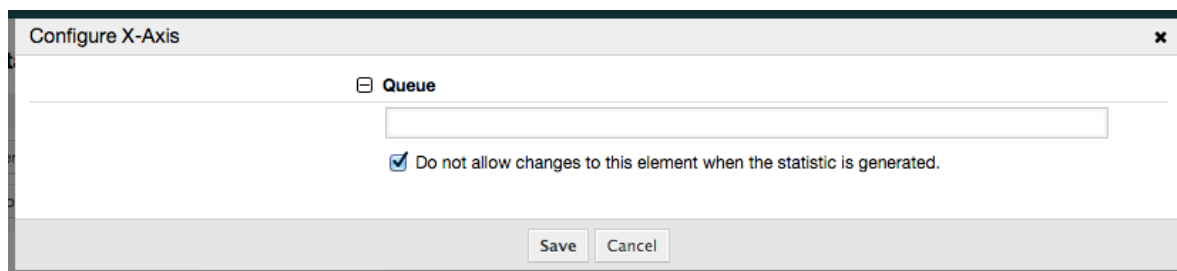 Configure X-Axis
Queue
Do not allow changes to this element when the statistic is generated.
Save Cancel